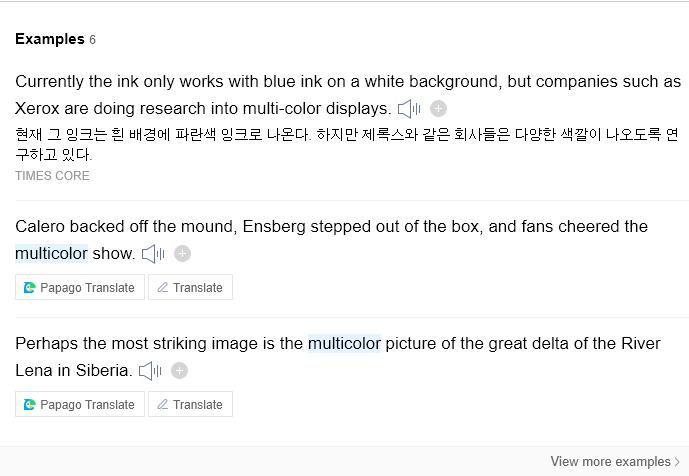 Examples 6
Currently the ink only works with blue ink on a white background, but companies such as
Xerox are doing research into multi-color displays.
현재 그 잉크는 흰 배경에 파란색 잉크로 나온다. 하지만 제록스와 같은 회사들은 다양한 색깔이 나오도록 연
구하고 있다.
TIMES CORE
Calero backed off the mound, Ensberg stepped out of the box, and fans cheered the
multicolor show.
Papago Translate Translate
Perhaps the most striking image is the multicolor picture of the great delta of the River
Lena in Siberia.
Papago Translate Translate
View more examples >